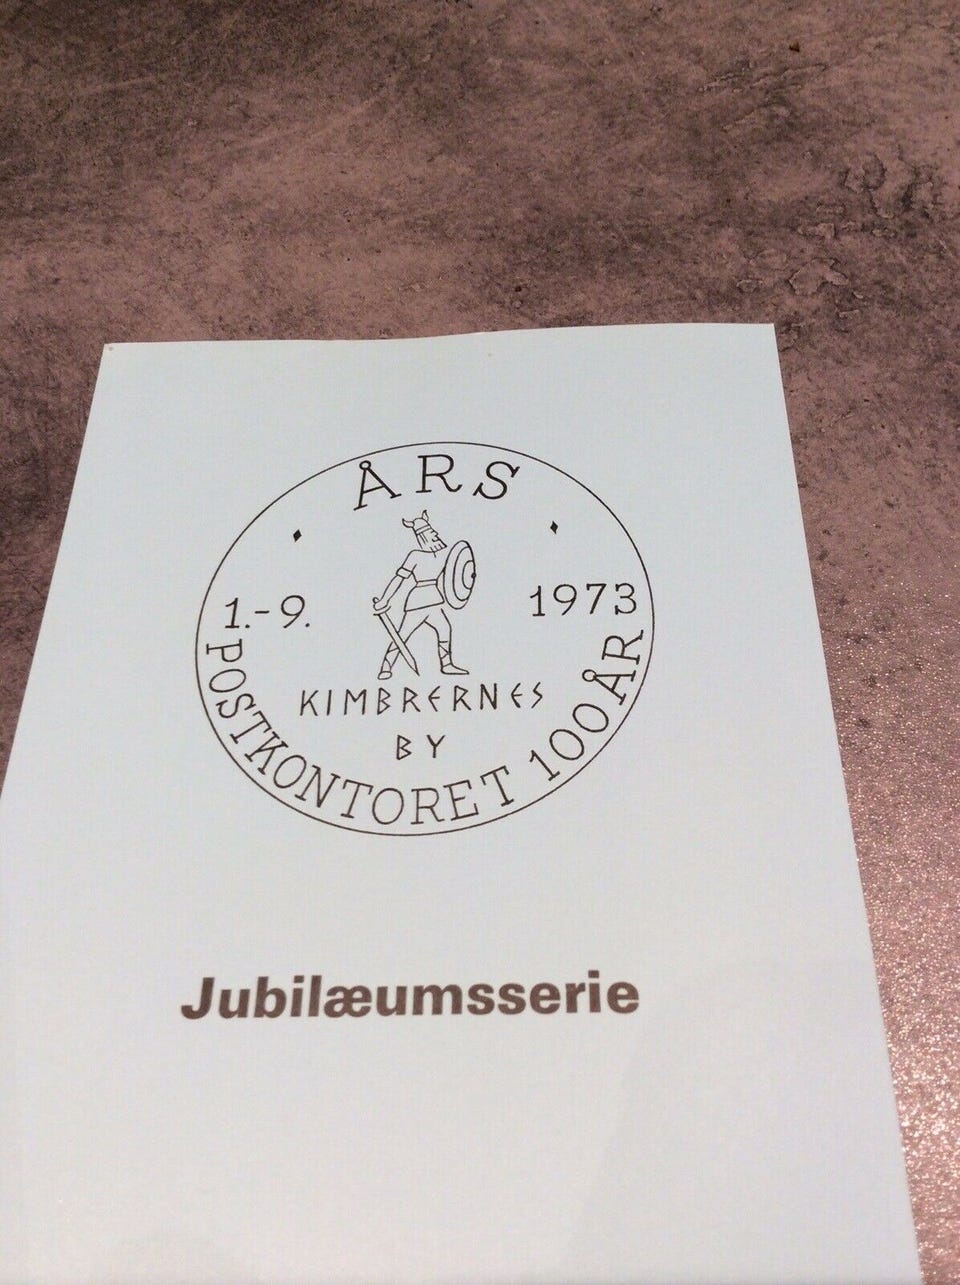 ÅRS
1.-9. 1973
KIMBRERNES
BY
POSTKONTORET 100 ÅR
Jubilæumsserie